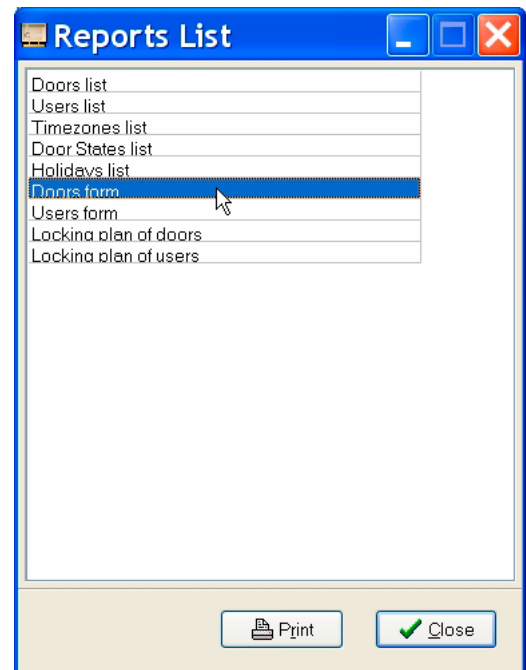 Reports List
Doors list
Users list
Timezones list
Door States list
Holidays list
Doors form
Users form
Locking plan of doors
Locking plan of users
Print
Close